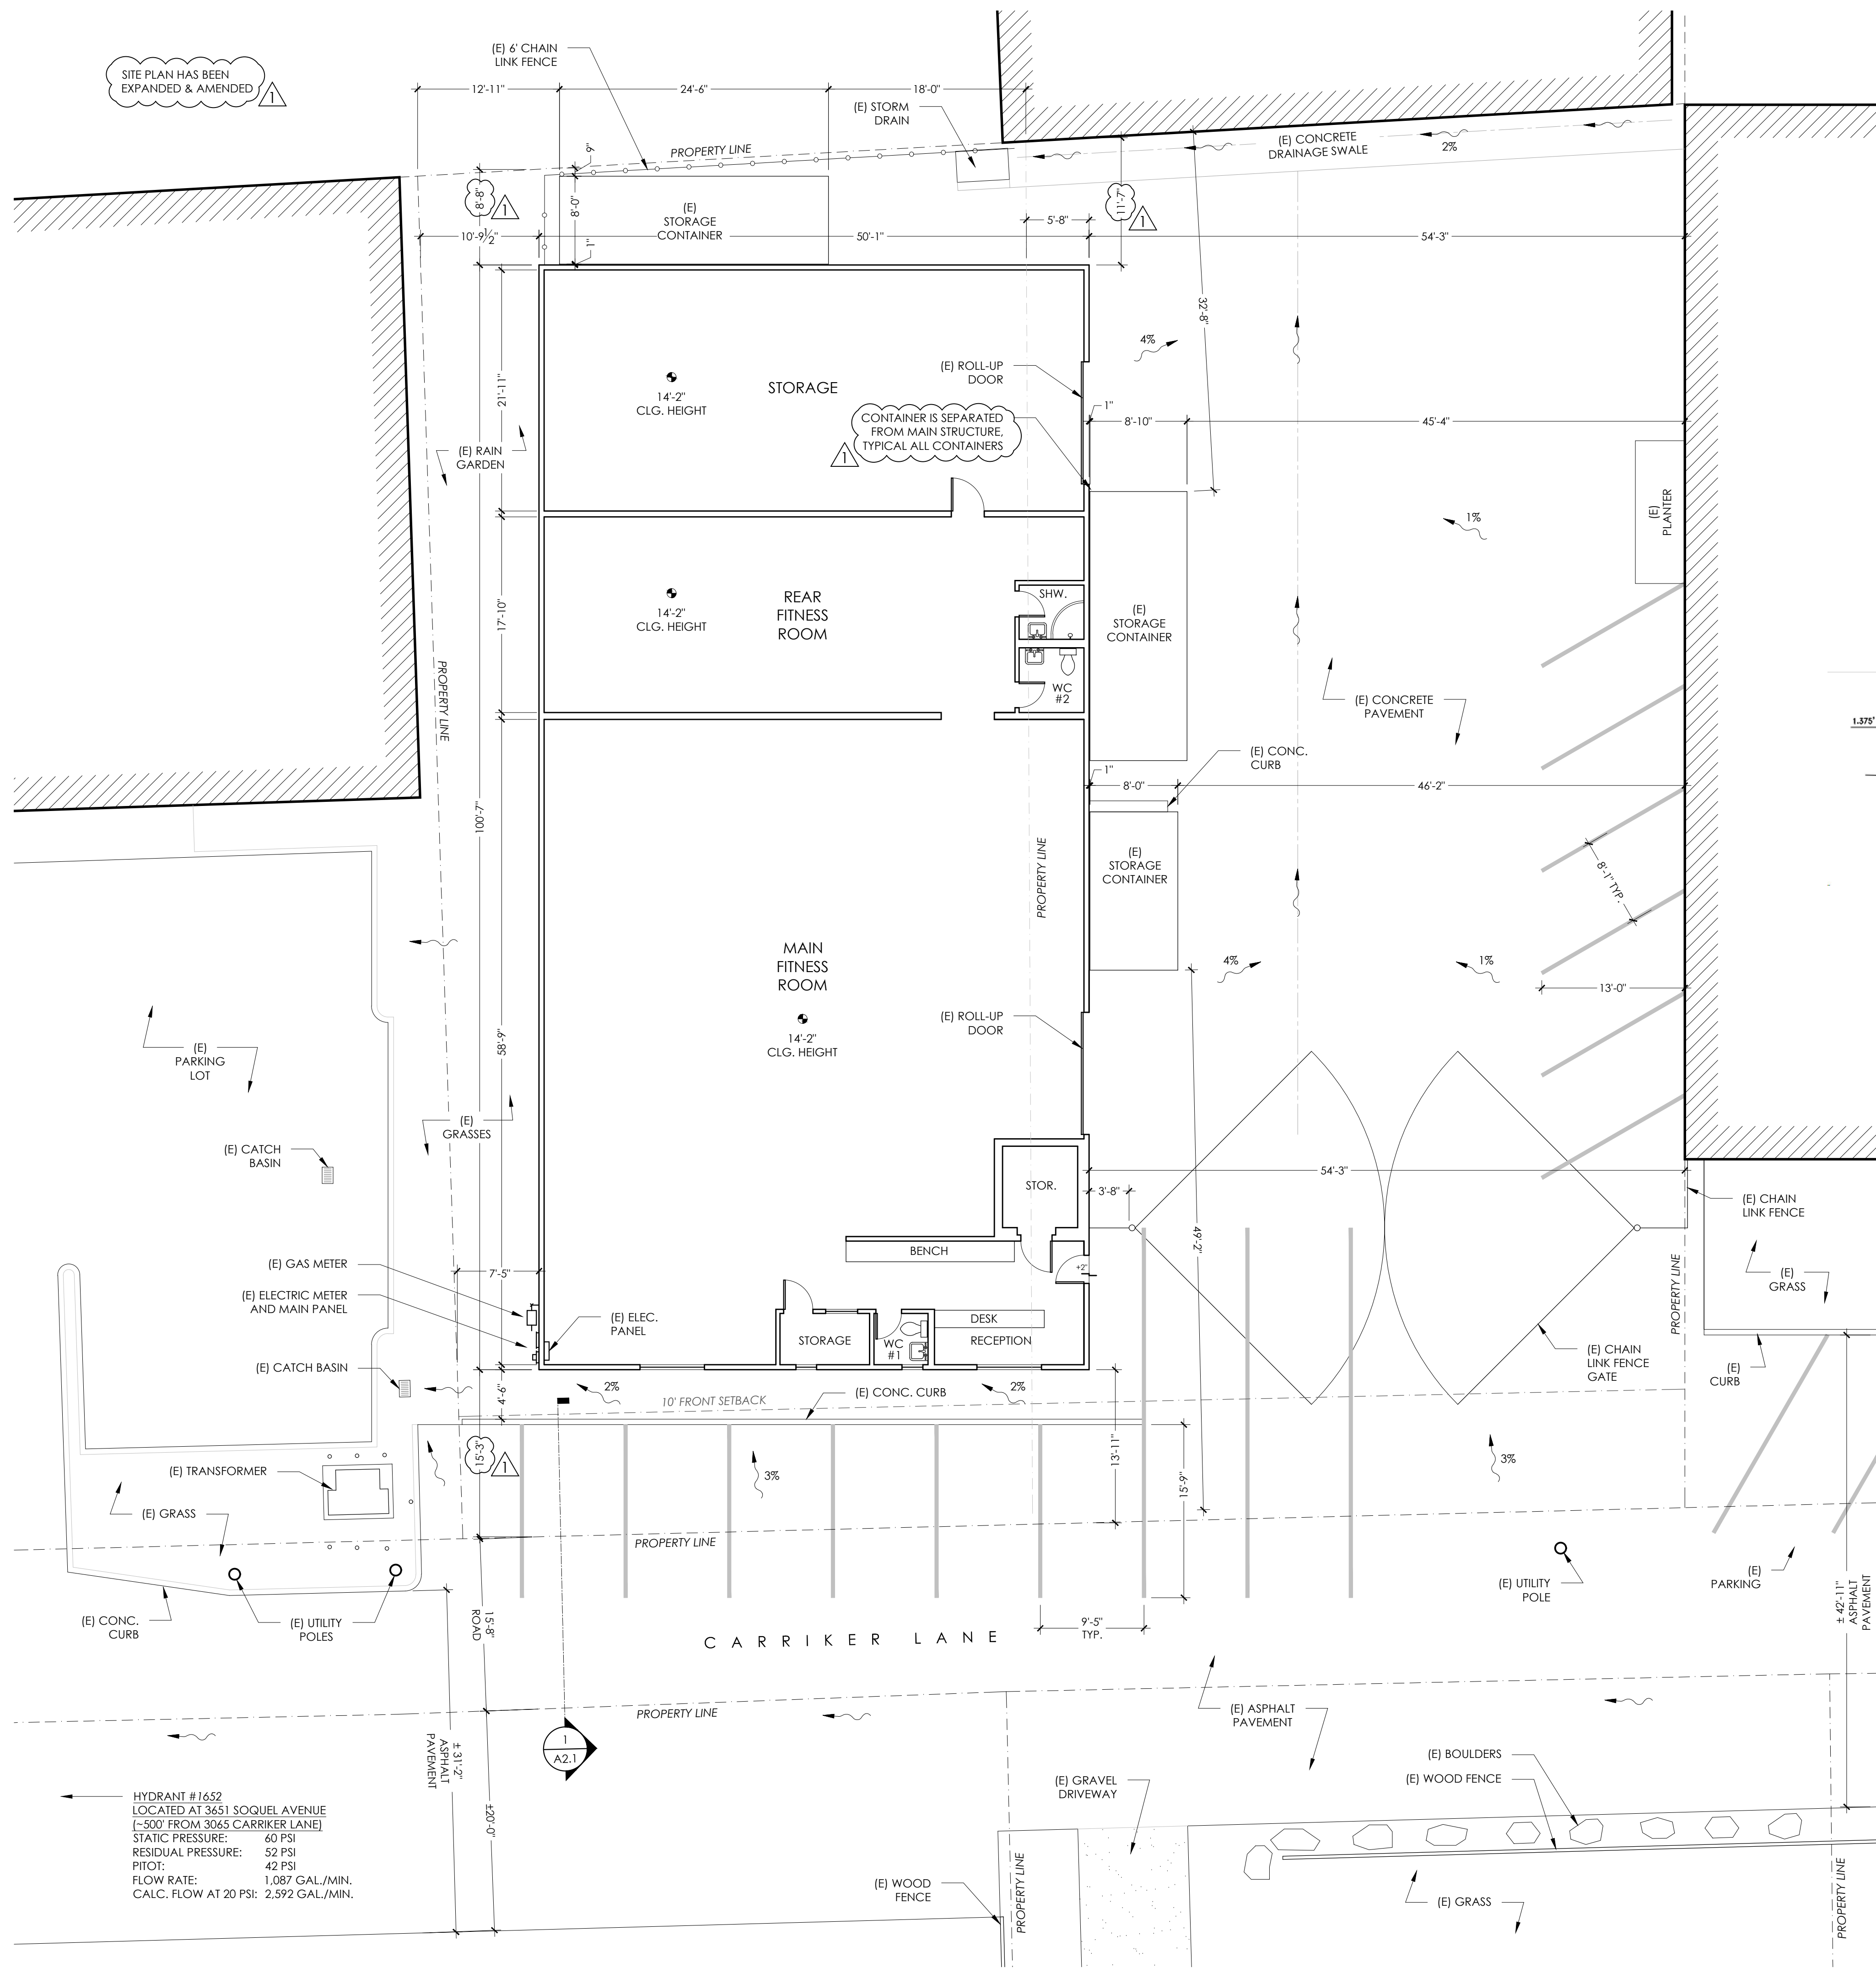 SITE PLAN HAS BEEN
EXPANDED & AMENDED
1
(E) 6' CHAIN
LINK FENCE
12'-11"
24'-6"
18'-0"
(E) STORM
DRAIN
PROPERTY LINE
9"
(E) CONCRETE
DRAINAGE SWALE
2%
8'-8"
1
8'-0"
1"
(E)
STORAGE
CONTAINER
11'-7"
1
10'-9½"
50'-1"
5'-8"
54'-3"
32'-8"
4%
21'-11"
14'-2"
CLG. HEIGHT
STORAGE
(E) ROLL-UP
DOOR
CONTAINER IS SEPARATED
FROM MAIN STRUCTURE,
TYPICAL ALL CONTAINERS
1
1"
8'-10"
45'-4"
(E) RAIN
GARDEN
(E)
PLANTER
1%
17'-10"
14'-2"
CLG. HEIGHT
REAR
FITNESS
ROOM
SHW.
WC
#2
(E)
STORAGE
CONTAINER
PROPERTY LINE
(E) CONCRETE
PAVEMENT
1.375'
(E) CONC.
CURB
1"
8'-0"
46'-2"
100'-7"
PROPERTY LINE
(E)
STORAGE
CONTAINER
8'-1" TYP.
MAIN
FITNESS
ROOM
14'-2"
CLG. HEIGHT
4%
1%
13'-0"
(E) ROLL-UP
DOOR
58'-9"
(E)
PARKING
LOT
(E)
GRASSES
(E) CATCH
BASIN
54'-3"
STOR.
3'-8"
(E) CHAIN
LINK FENCE
49'-2"
BENCH
+2"
(E) GAS METER
7'-5"
(E) ELECTRIC METER
AND MAIN PANEL
(E) ELEC.
PANEL
STORAGE
WC
#1
DESK
RECEPTION
PROPERTY LINE
(E)
GRASS
(E) CHAIN
LINK FENCE
GATE
(E)
CURB
(E) CATCH BASIN
4'-6"
2%
10' FRONT SETBACK
(E) CONC. CURB
2%
15'-3"
1
13'-11"
15'-9"
3%
3%
(E) TRANSFORMER
(E) GRASS
PROPERTY LINE
(E) CONC.
CURB
(E) UTILITY
POLES
15'-8"
ROAD
9'-5"
TYP.
(E) UTILITY
POLE
(E)
PARKING
± 42'-11"
ASPHALT
PAVEMENT
CARRIKER LANE
PROPERTY LINE
(E) ASPHALT
PAVEMENT
± 31'-2"
ASPHALT
PAVEMENT
1
A2.1
±20'-0"
(E) GRAVEL
DRIVEWAY
(E) BOULDERS
(E) WOOD FENCE
HYDRANT #1652
LOCATED AT 3651 SOQUEL AVENUE
(~500' FROM 3065 CARRIKER LANE)
STATIC PRESSURE: 60 PSI
RESIDUAL PRESSURE: 52 PSI
PITOT: 42 PSI
FLOW RATE: 1,087 GAL./MIN.
CALC. FLOW AT 20 PSI: 2,592 GAL./MIN.
(E) WOOD
FENCE
PROPERTY LINE
(E) GRASS
PROPERTY LINE